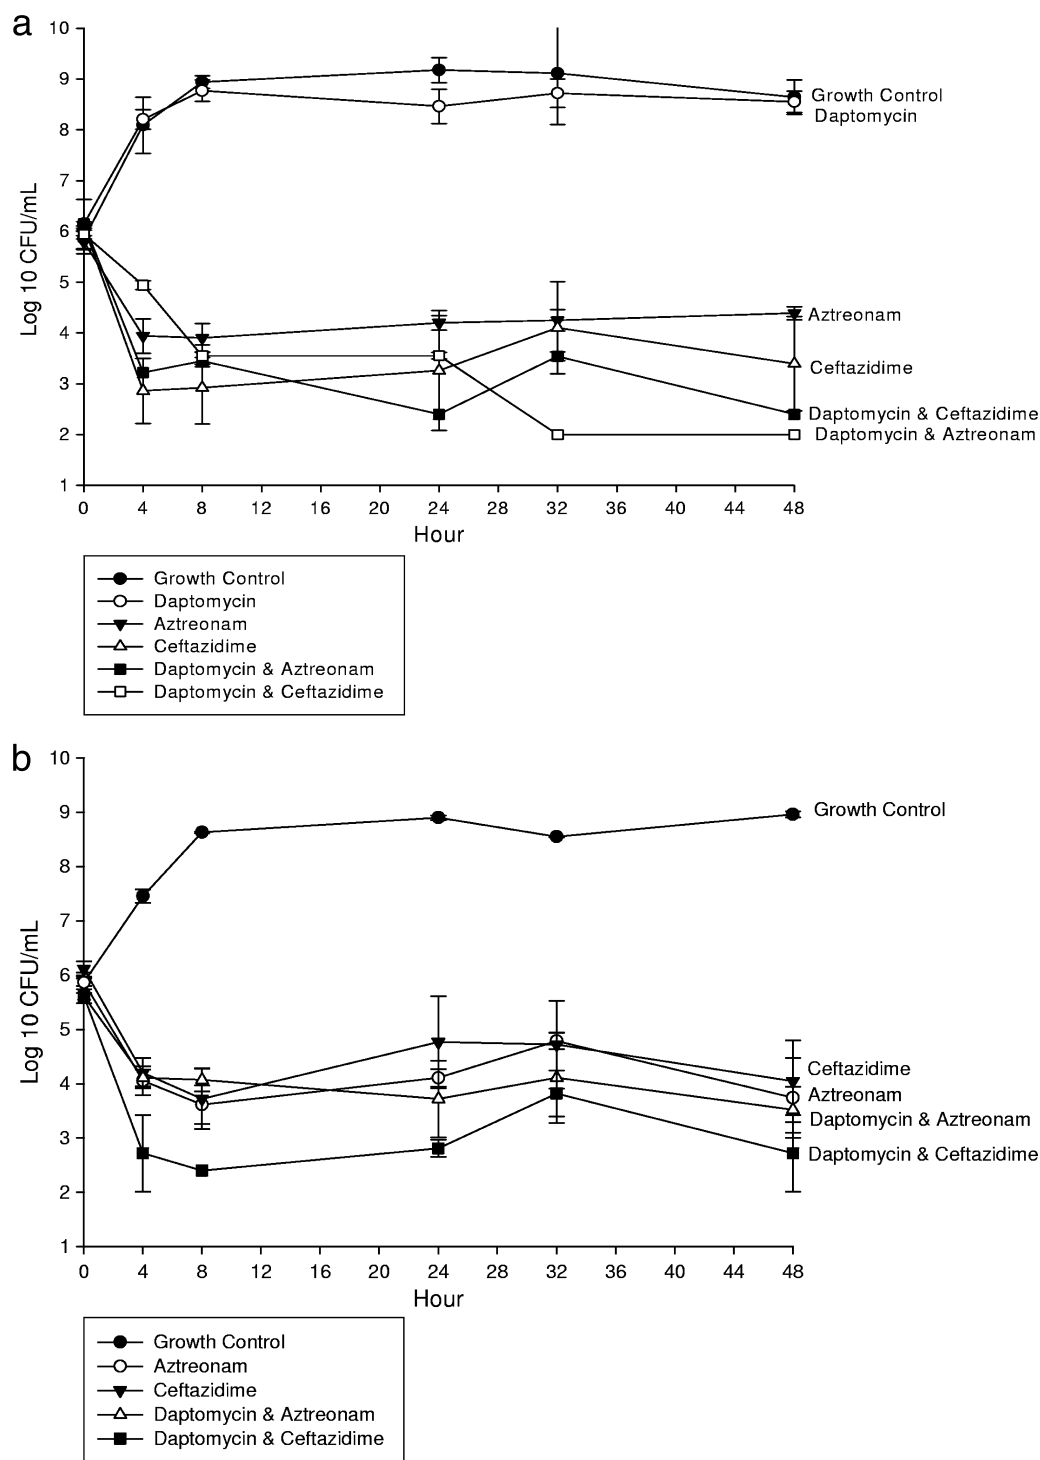 a
10
9
8
7
6
5
4
3
2
1
Log 10 CFU/mL
Growth Control
Daptomycin
Aztreonam
Ceftazidime
Daptomycin & Ceftazidime
Daptomycin & Aztreonam
0 4 8 12 16 20 24 28 32 36 40 44 48
Hour
Growth Control
Daptomycin
Aztreonam
Ceftazidime
Daptomycin & Aztreonam
Daptomycin & Ceftazidime
b
10
9
8
7
6
5
4
3
2
1
Log 10 CFU/mL
Growth Control
Ceftazidime
Aztreonam
Daptomycin & Aztreonam
Daptomycin & Ceftazidime
0 4 8 12 16 20 24 28 32 36 40 44 48
Hour
Growth Control
Aztreonam
Ceftazidime
Daptomycin & Aztreonam
Daptomycin & Ceftazidime